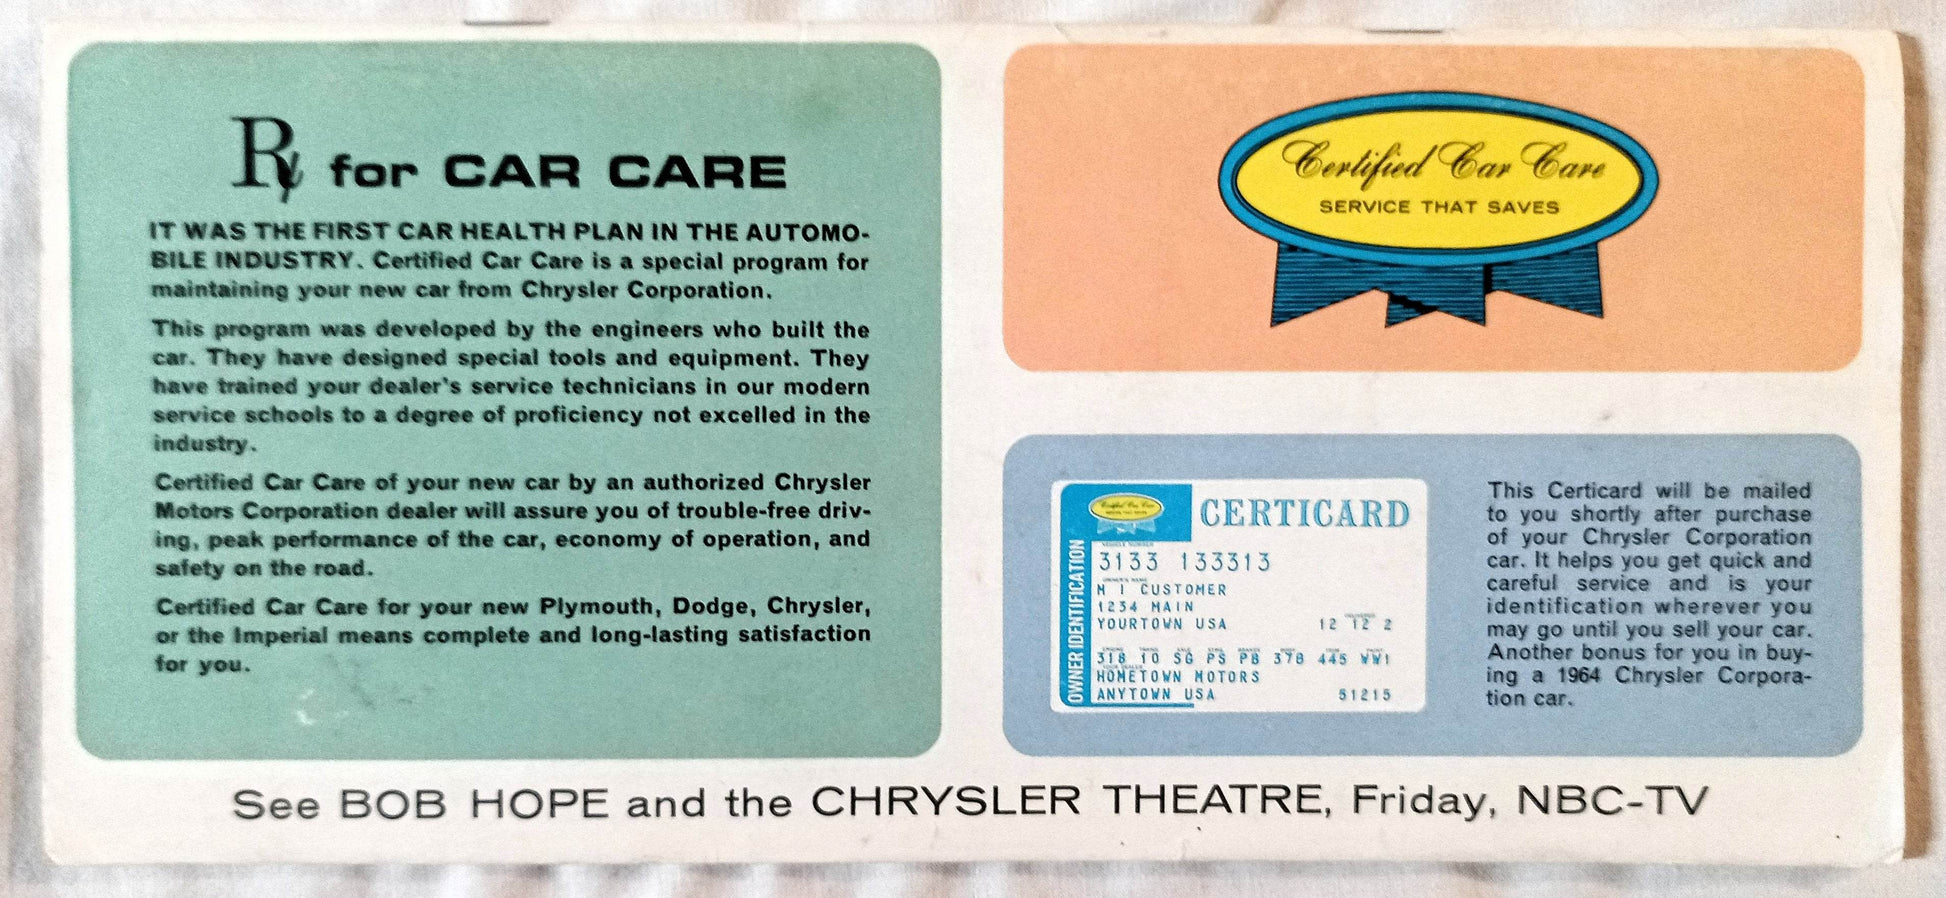 Rx for CAR CARE
IT WAS THE FIRST CAR HEALTH PLAN IN THE AUTOMO-
BILE INDUSTRY. Certified Car Care is a special program for
maintaining your new car from Chrysler Corporation.
This program was developed by the engineers who built the
car. They have designed special tools and equipment. They
have trained your dealer's service technicians in our modern
service schools to a degree of proficiency not excelled in the
industry.
Certified Car Care of your new car by an authorized Chrysler
Motors Corporation dealer will assure you of trouble-free driv-
ing, peak performance of the car, economy of operation, and
safety on the road.
Certified Car Care for your new Plymouth, Dodge, Chrysler,
or the Imperial means complete and long-lasting satisfaction
for you.
Certified Car Care
SERVICE THAT SAVES
Certified Car Care
CERTICARD
OWNER IDENTIFICATION
3133 133313
M I CUSTOMER
1234 MAIN
YOURTOWN USA 12 12 2
318 10 SG PS PB 378 445 WW1
HOMETOWN MOTORS
ANYTOWN USA 51215
This Certicard will be mailed
to you shortly after purchase
of your Chrysler Corporation
car. It helps you get quick and
careful service and is your
identification wherever you
may go until you sell your car.
Another bonus for you in buy-
ing a 1964 Chrysler Corpora-
tion car.
See BOB HOPE and the CHRYSLER THEATRE, Friday, NBC-TV